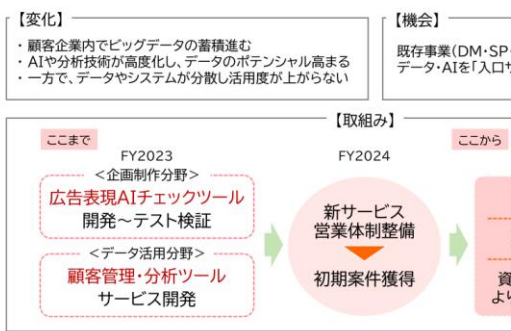 【変化】
・顧客企業内でビッグデータの蓄積進む
・AIや分析技術が高度化し、データのポテンシャル高まる
・一方で、データやシステムが分散し活用度が上がらない
【機会】
既存事業(DM・SP・
データ・AIを「入口サ
【取組み】
ここまで
FY2023
<企画制作分野>
広告表現AIチェックツール
開発～テスト検証
<データ活用分野>
顧客管理・分析ツール
サービス開発
FY2024
新サービス
営業体制整備
初期案件獲得
ここから
資
よ